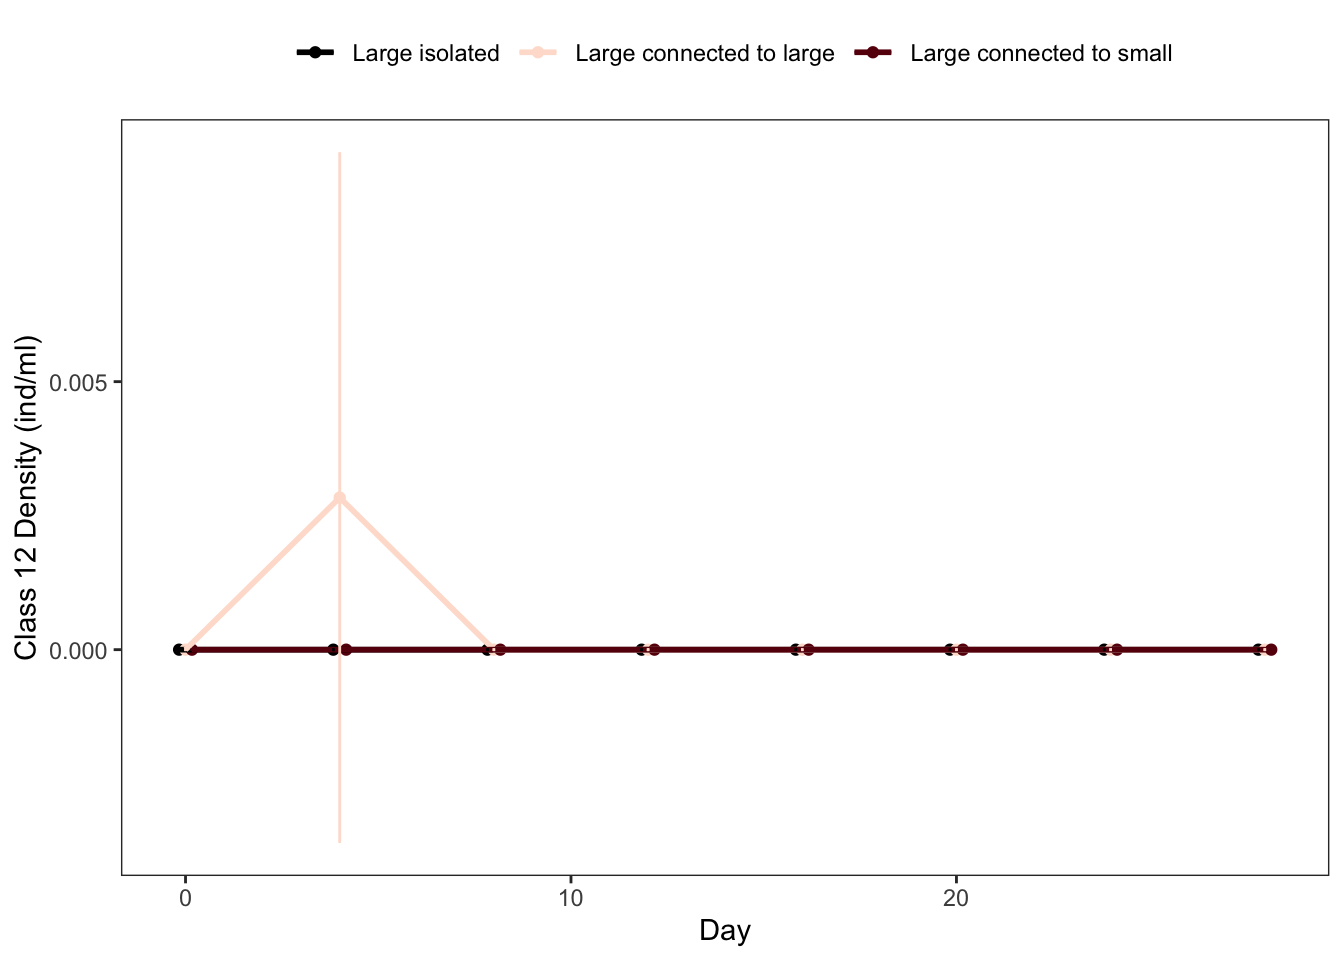 Large isolated Large connected to large Large connected to small
Class 12 Density (ind/ml)
0.005
0.000
0 10 20
Day